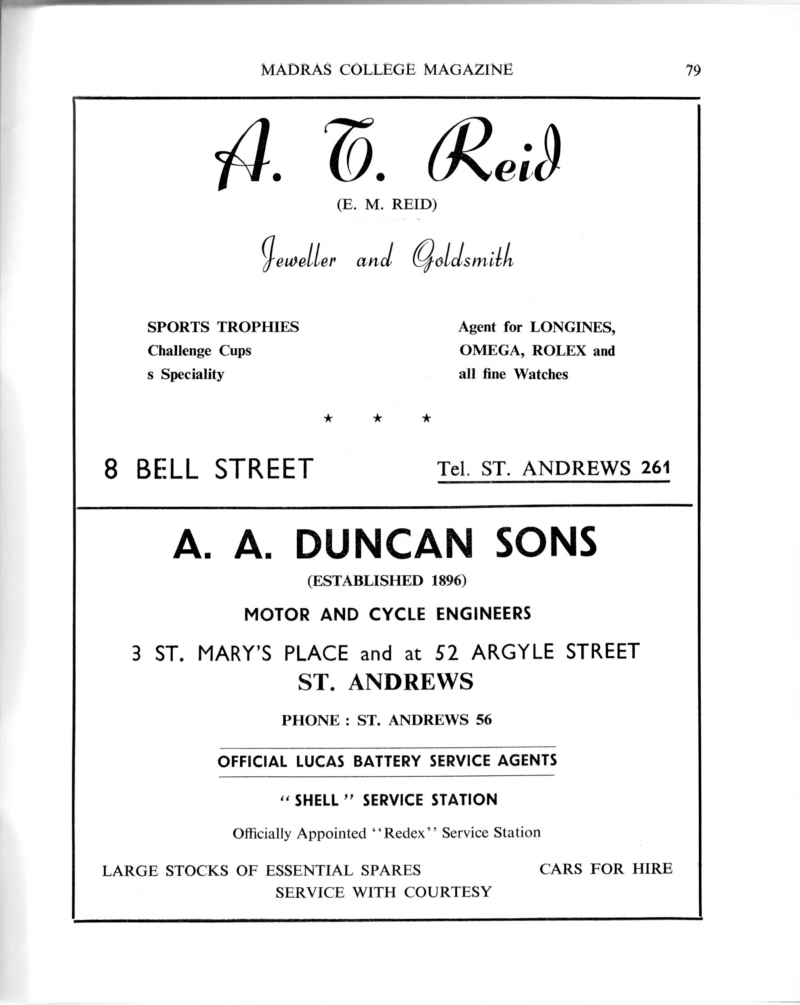 MADRAS COLLEGE MAGAZINE 79
A. T. Reid
(E. M. REID)
Jeweller and Goldsmith
SPORTS TROPHIES
Challenge Cups
s Speciality
Agent for LONGINES,
OMEGA, ROLEX and
all fine Watches
★ ★ ★
8 BELL STREET
Tel. ST. ANDREWS 261
A. A. DUNCAN SONS
(ESTABLISHED 1896)
MOTOR AND CYCLE ENGINEERS
3 ST. MARY'S PLACE and at 52 ARGYLE STREET
ST. ANDREWS
PHONE : ST. ANDREWS 56
OFFICIAL LUCAS BATTERY SERVICE AGENTS
"SHELL" SERVICE STATION
Officially Appointed "Redex" Service Station
LARGE STOCKS OF ESSENTIAL SPARES CARS FOR HIRE
SERVICE WITH COURTESY